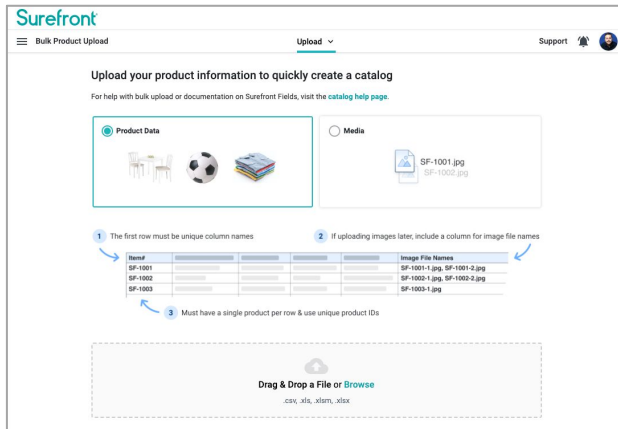 Surefront
Bulk Product Upload
Upload
Support
Upload your product information to quickly create a catalog
For help with bulk upload or documentation on Surefront Fields, visit the catalog help page.
Product Data
Media
SF-1001.jpg
SF-1002.jpg
1 The first row must be unique column names
2 If uploading images later, include a column for image file names
Item# Image File Names
SF-1001 SF-1001-1.jpg, SF-1001-2.jpg
SF-1002 SF-1002-1.jpg, SF-1002-2.jpg
SF-1003 SF-1003-1.jpg
3 Must have a single product per row & use unique product IDs
Drag & Drop a File or Browse
.csv, .xls, .xlsm, .xlsx